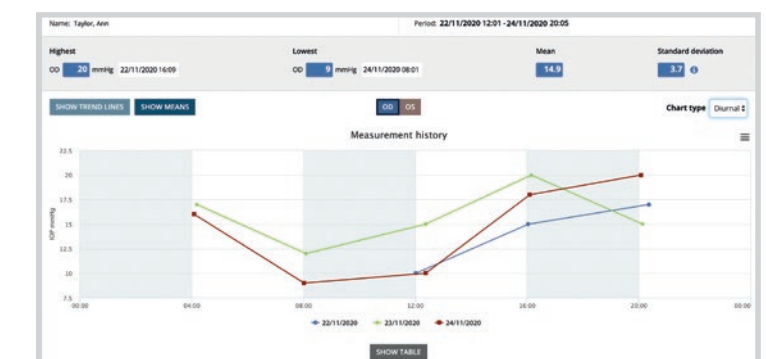 Name: Taylor, Ann Period: 22/11/2020 12:01 - 24/11/2020 20:05
Highest Lowest Mean Standard deviation
OD 20 mmHg 22/11/2020 16:09 OD 9 mmHg 24/11/2020 08:01 14.9 3.7
SHOW TREND LINES SHOW MEANS OD OS Chart type Diurnal
Measurement history
22.5
20
17.5
IOP mmHg
12.5
10
7.5
00:00 04:00 08:00 12:00 16:00 20:00 00:00
22/11/2020 23/11/2020 24/11/2020
SHOW TABLE